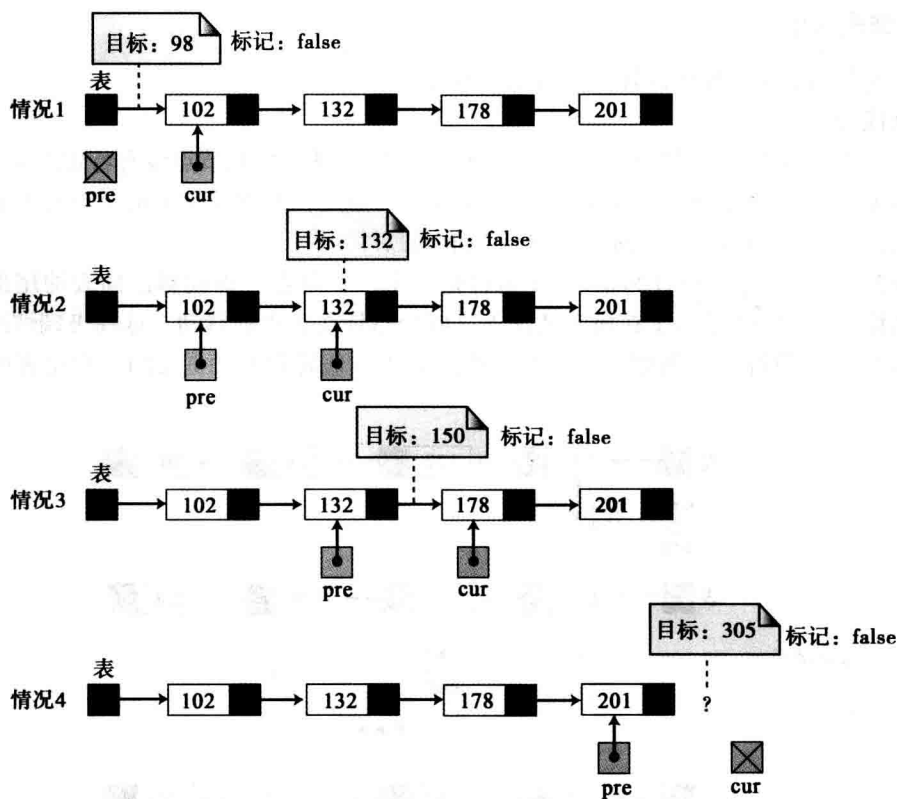 目标：98 标记：false
表
情况1 102 132 178 201
pre cur
目标：132 标记：false
表
情况2 102 132 178 201
pre cur
目标：150 标记：false
表
情况3 102 132 178 201
pre cur
目标：305 标记：false
表
情况4 102 132 178 201 ?
pre cur